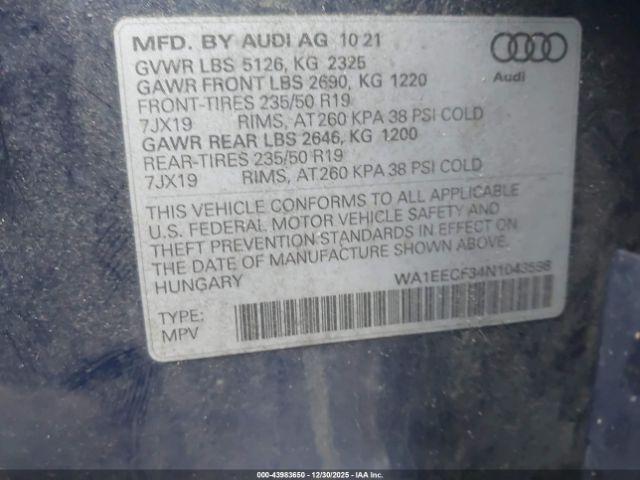 MFD. BY AUDI AG 10 21
GVWR LBS 5126, KG 2325
GAWR FRONT LBS 2690, KG 1220
FRONT-TIRES 235/50 R19
7JX19 RIMS, AT 260 KPA 38 PSI COLD
GAWR REAR LBS 2646, KG 1200
REAR-TIRES 235/50 R19
7JX19 RIMS, AT 260 KPA 38 PSI COLD
Audi
THIS VEHICLE CONFORMS TO ALL APPLICABLE
U.S. FEDERAL MOTOR VEHICLE SAFETY AND
THEFT PREVENTION STANDARDS IN EFFECT ON
THE DATE OF MANUFACTURE SHOWN ABOVE.
HUNGARY
WA1EECF34N1043598
TYPE:
MPV
000-43983650 - 12/30/2025 - IAAI.COM